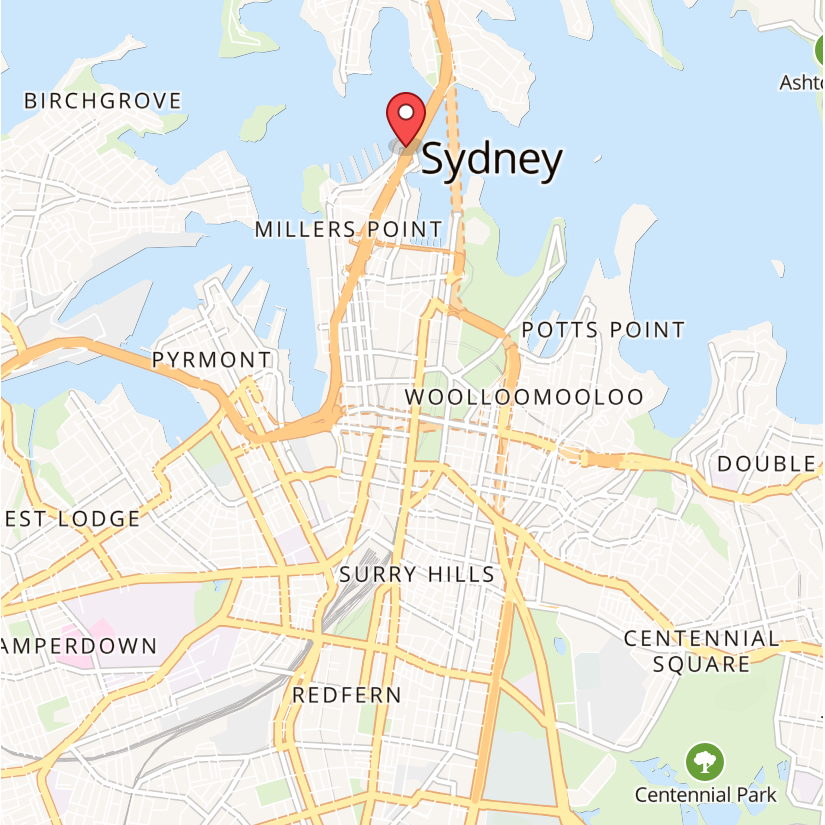 Ashto
BIRCHGROVE
Sydney
MILLERS POINT
POTTS POINT
PYRMONT
WOOLLOOMOOLOO
DOUBLE
EST LODGE
SURRY HILLS
AMPERDOWN
CENTENNIAL
SQUARE
REDFERN
Centennial Park